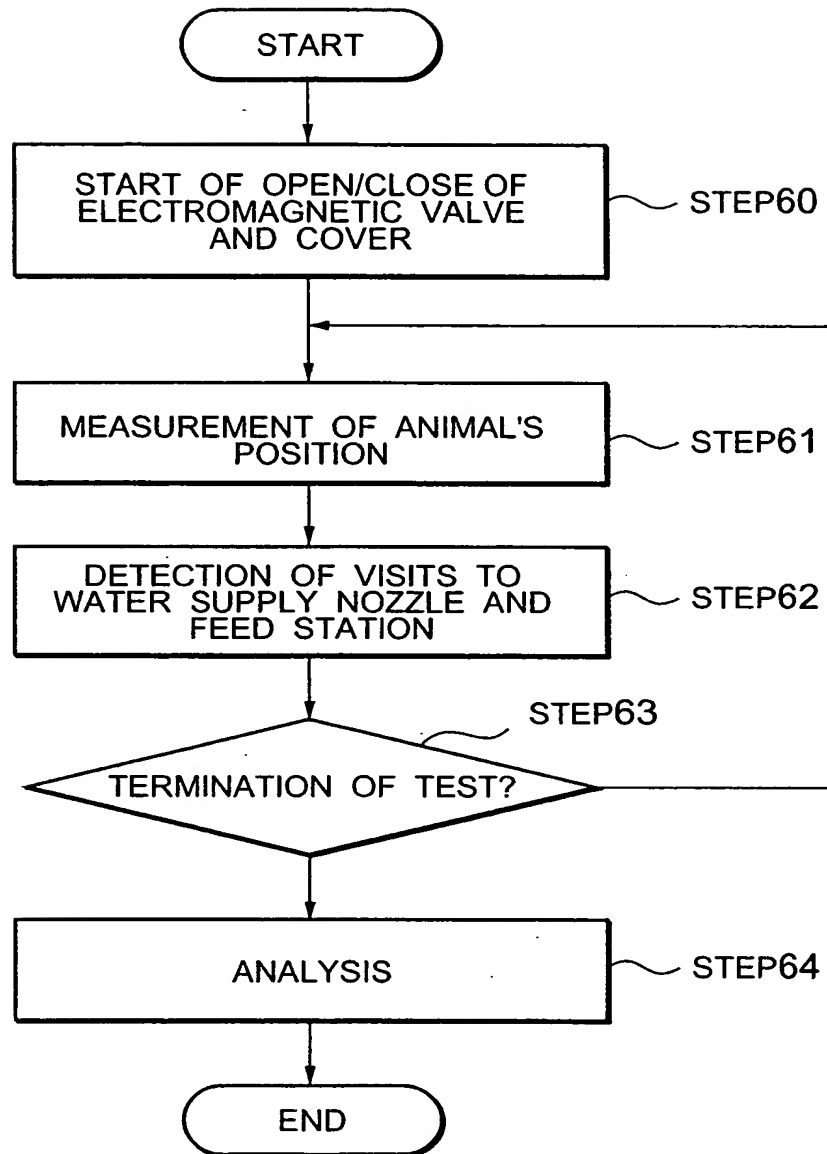 START
START OF OPEN/CLOSE OF
ELECTROMAGNETIC VALVE
AND COVER
STEP60
MEASUREMENT OF ANIMAL'S
POSITION
STEP61
DETECTION OF VISITS TO
WATER SUPPLY NOZZLE AND
FEED STATION
STEP62
STEP63
TERMINATION OF TEST?
ANALYSIS
STEP64
END